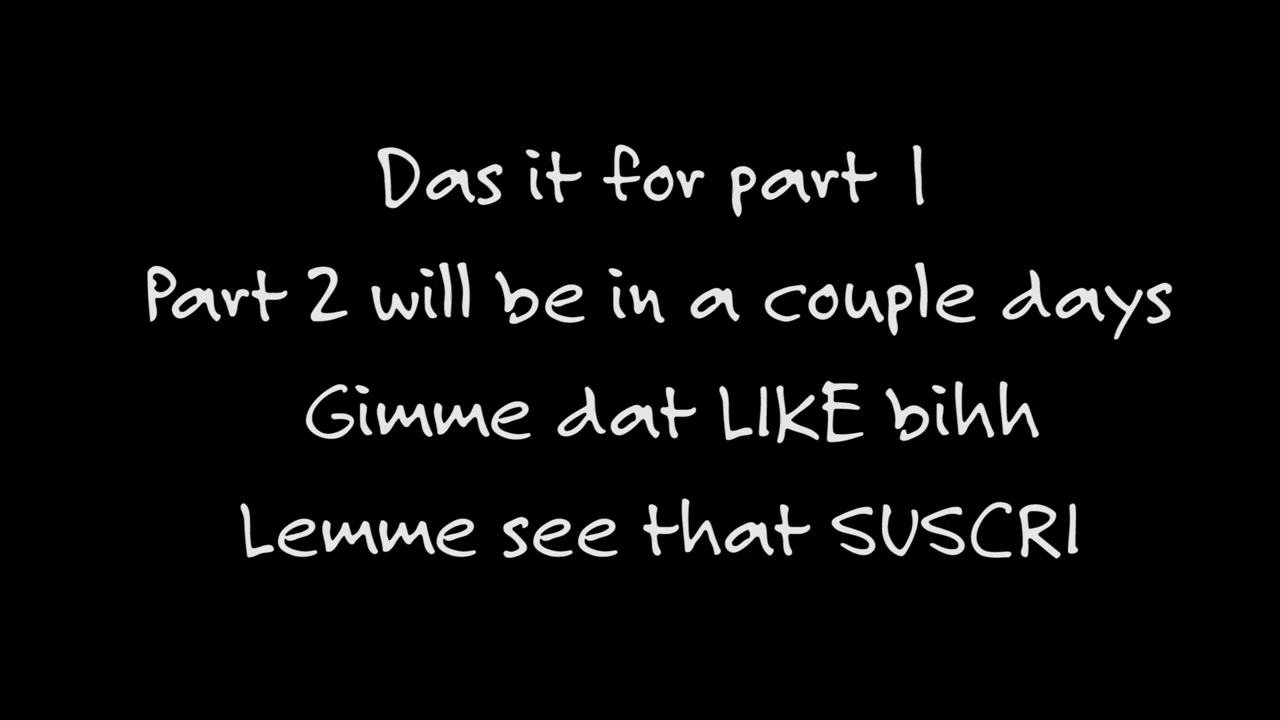 Das it for part 1
Part 2 will be in a couple days
Gimme dat LIKE bihh
Lemme see that SUSCRI